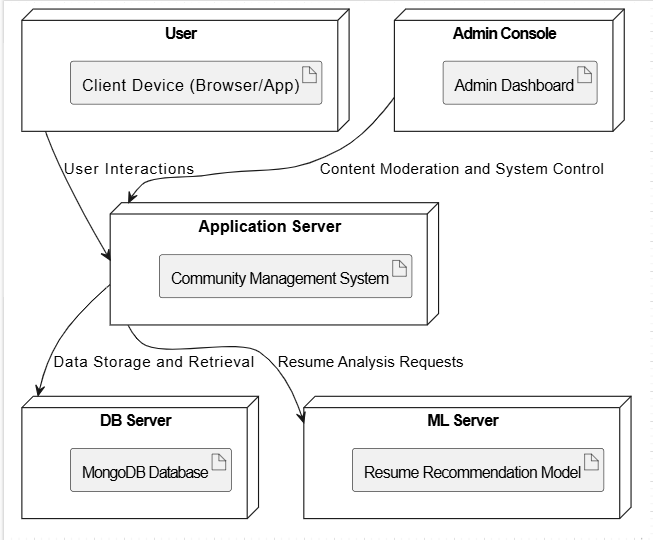 User
Admin Console
Client Device (Browser/App)
Admin Dashboard
User Interactions
Content Moderation and System Control
Application Server
Community Management System
Data Storage and Retrieval
Resume Analysis Requests
DB Server
ML Server
MongoDB Database
Resume Recommendation Model